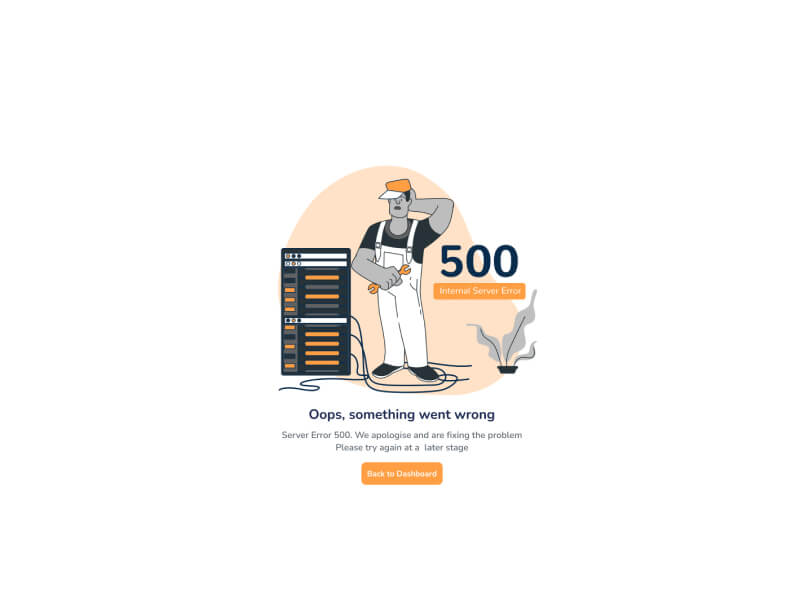 500
Internal Server Error
Oops, something went wrong
Server Error 500. We apologise and are fixing the problem
Please try again at a later stage
Back to Dashboard